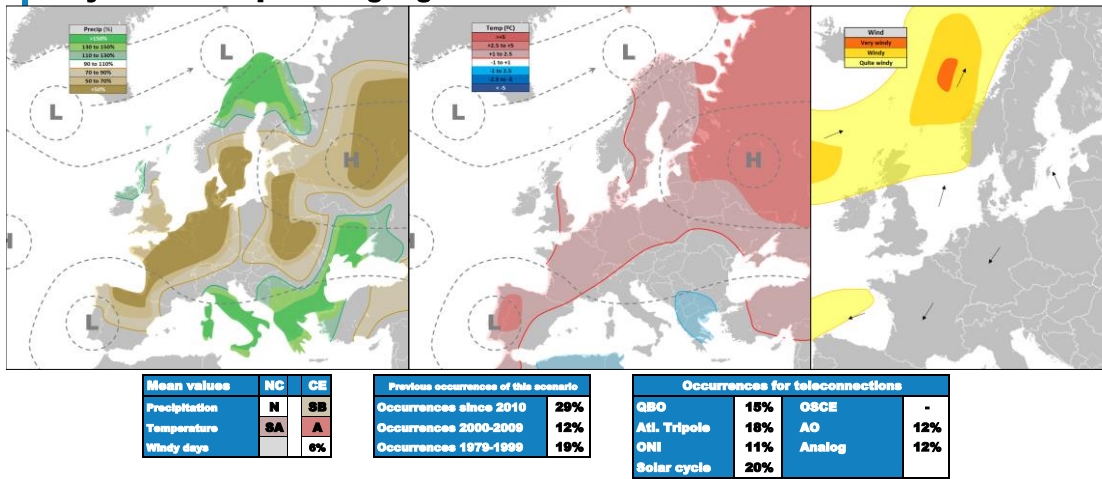 Precip [%]
>150%
130 to 150%
110 to 130%
90 to 110%
70 to 90%
50 to 70%
<50%
L
L
H
H
L
Temp [ºC]
>+5
+2.5 to +5
+1 to 2.5
-1 to +1
-1 to 2.5
-2.5 to -5
< -5
L
L
H
H
L
Wind
Very windy
Windy
Quite windy
Mean values NC CE
Precipitation N SB
Temperature SA A
Windy days 6%
Previous occurrences of this scenario
Occurrences since 2010 29%
Occurrences 2000-2009 12%
Occurrences 1979-1999 19%
Occurrences for teleconnections
QBO 15% OSCE -
Atl. Tripole 18% AO 12%
ONI 11% Analog 12%
Solar cycle 20%